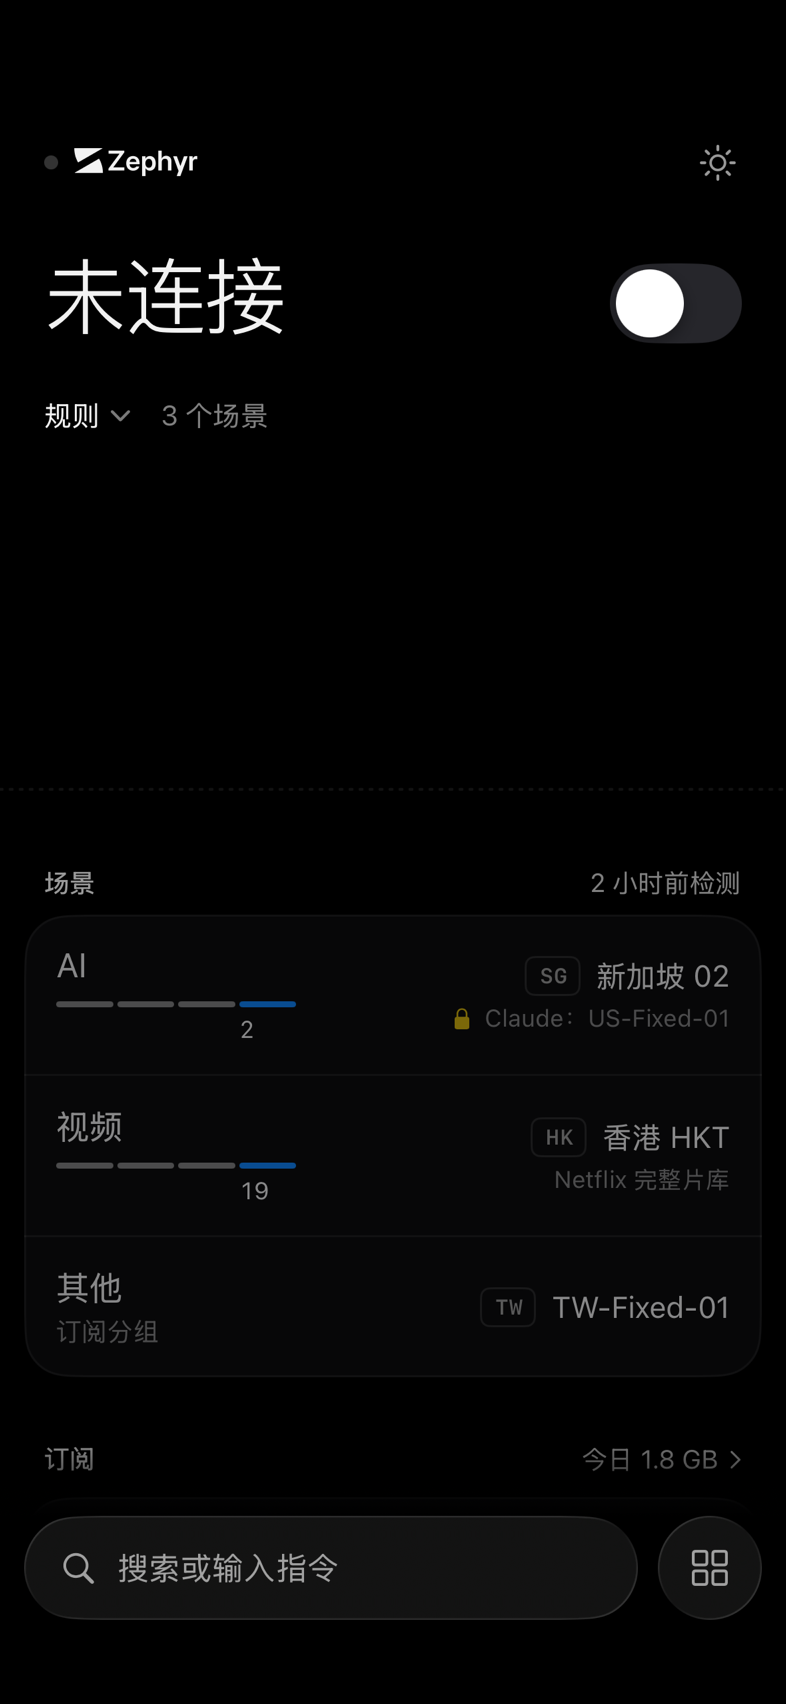 Zephyr
未连接
规则 3 个场景
场景 2 小时前检测
AI SG 新加坡 02
2 Claude: US-Fixed-01
视频 HK 香港 HKT
19 Netflix 完整片库
其他 TW TW-Fixed-01
订阅分组
订阅 今日 1.8 GB
搜索或输入指令